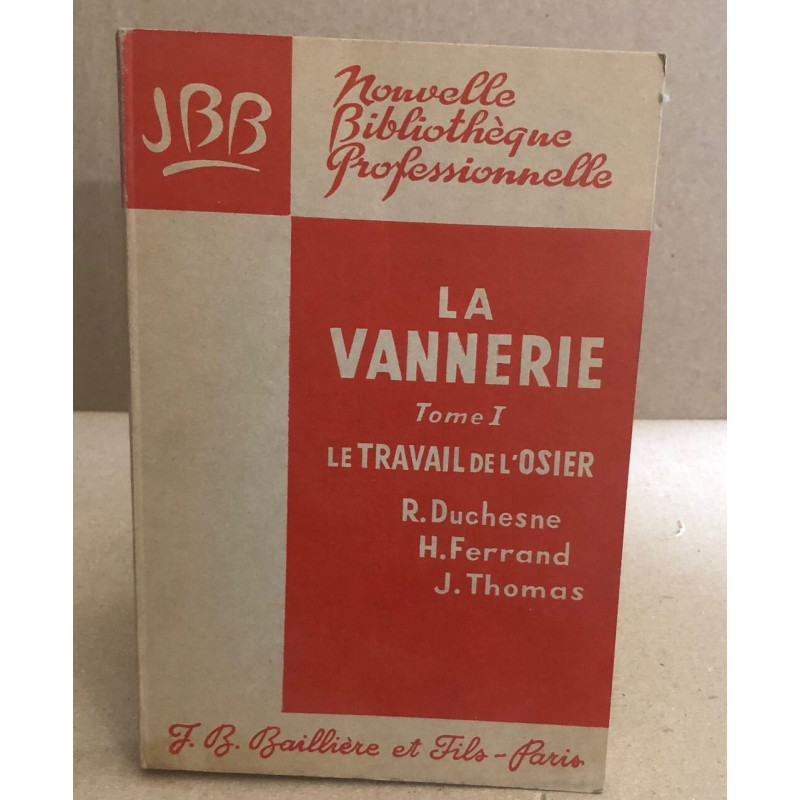 JBB
Nouvelle
Bibliothèque
Professionnelle
LA
VANNERIE
Tome I
LE TRAVAIL DE L'OSIER
R. Duchesne
H. Ferrand
J. Thomas
J. B. Baillière et Fils - Paris